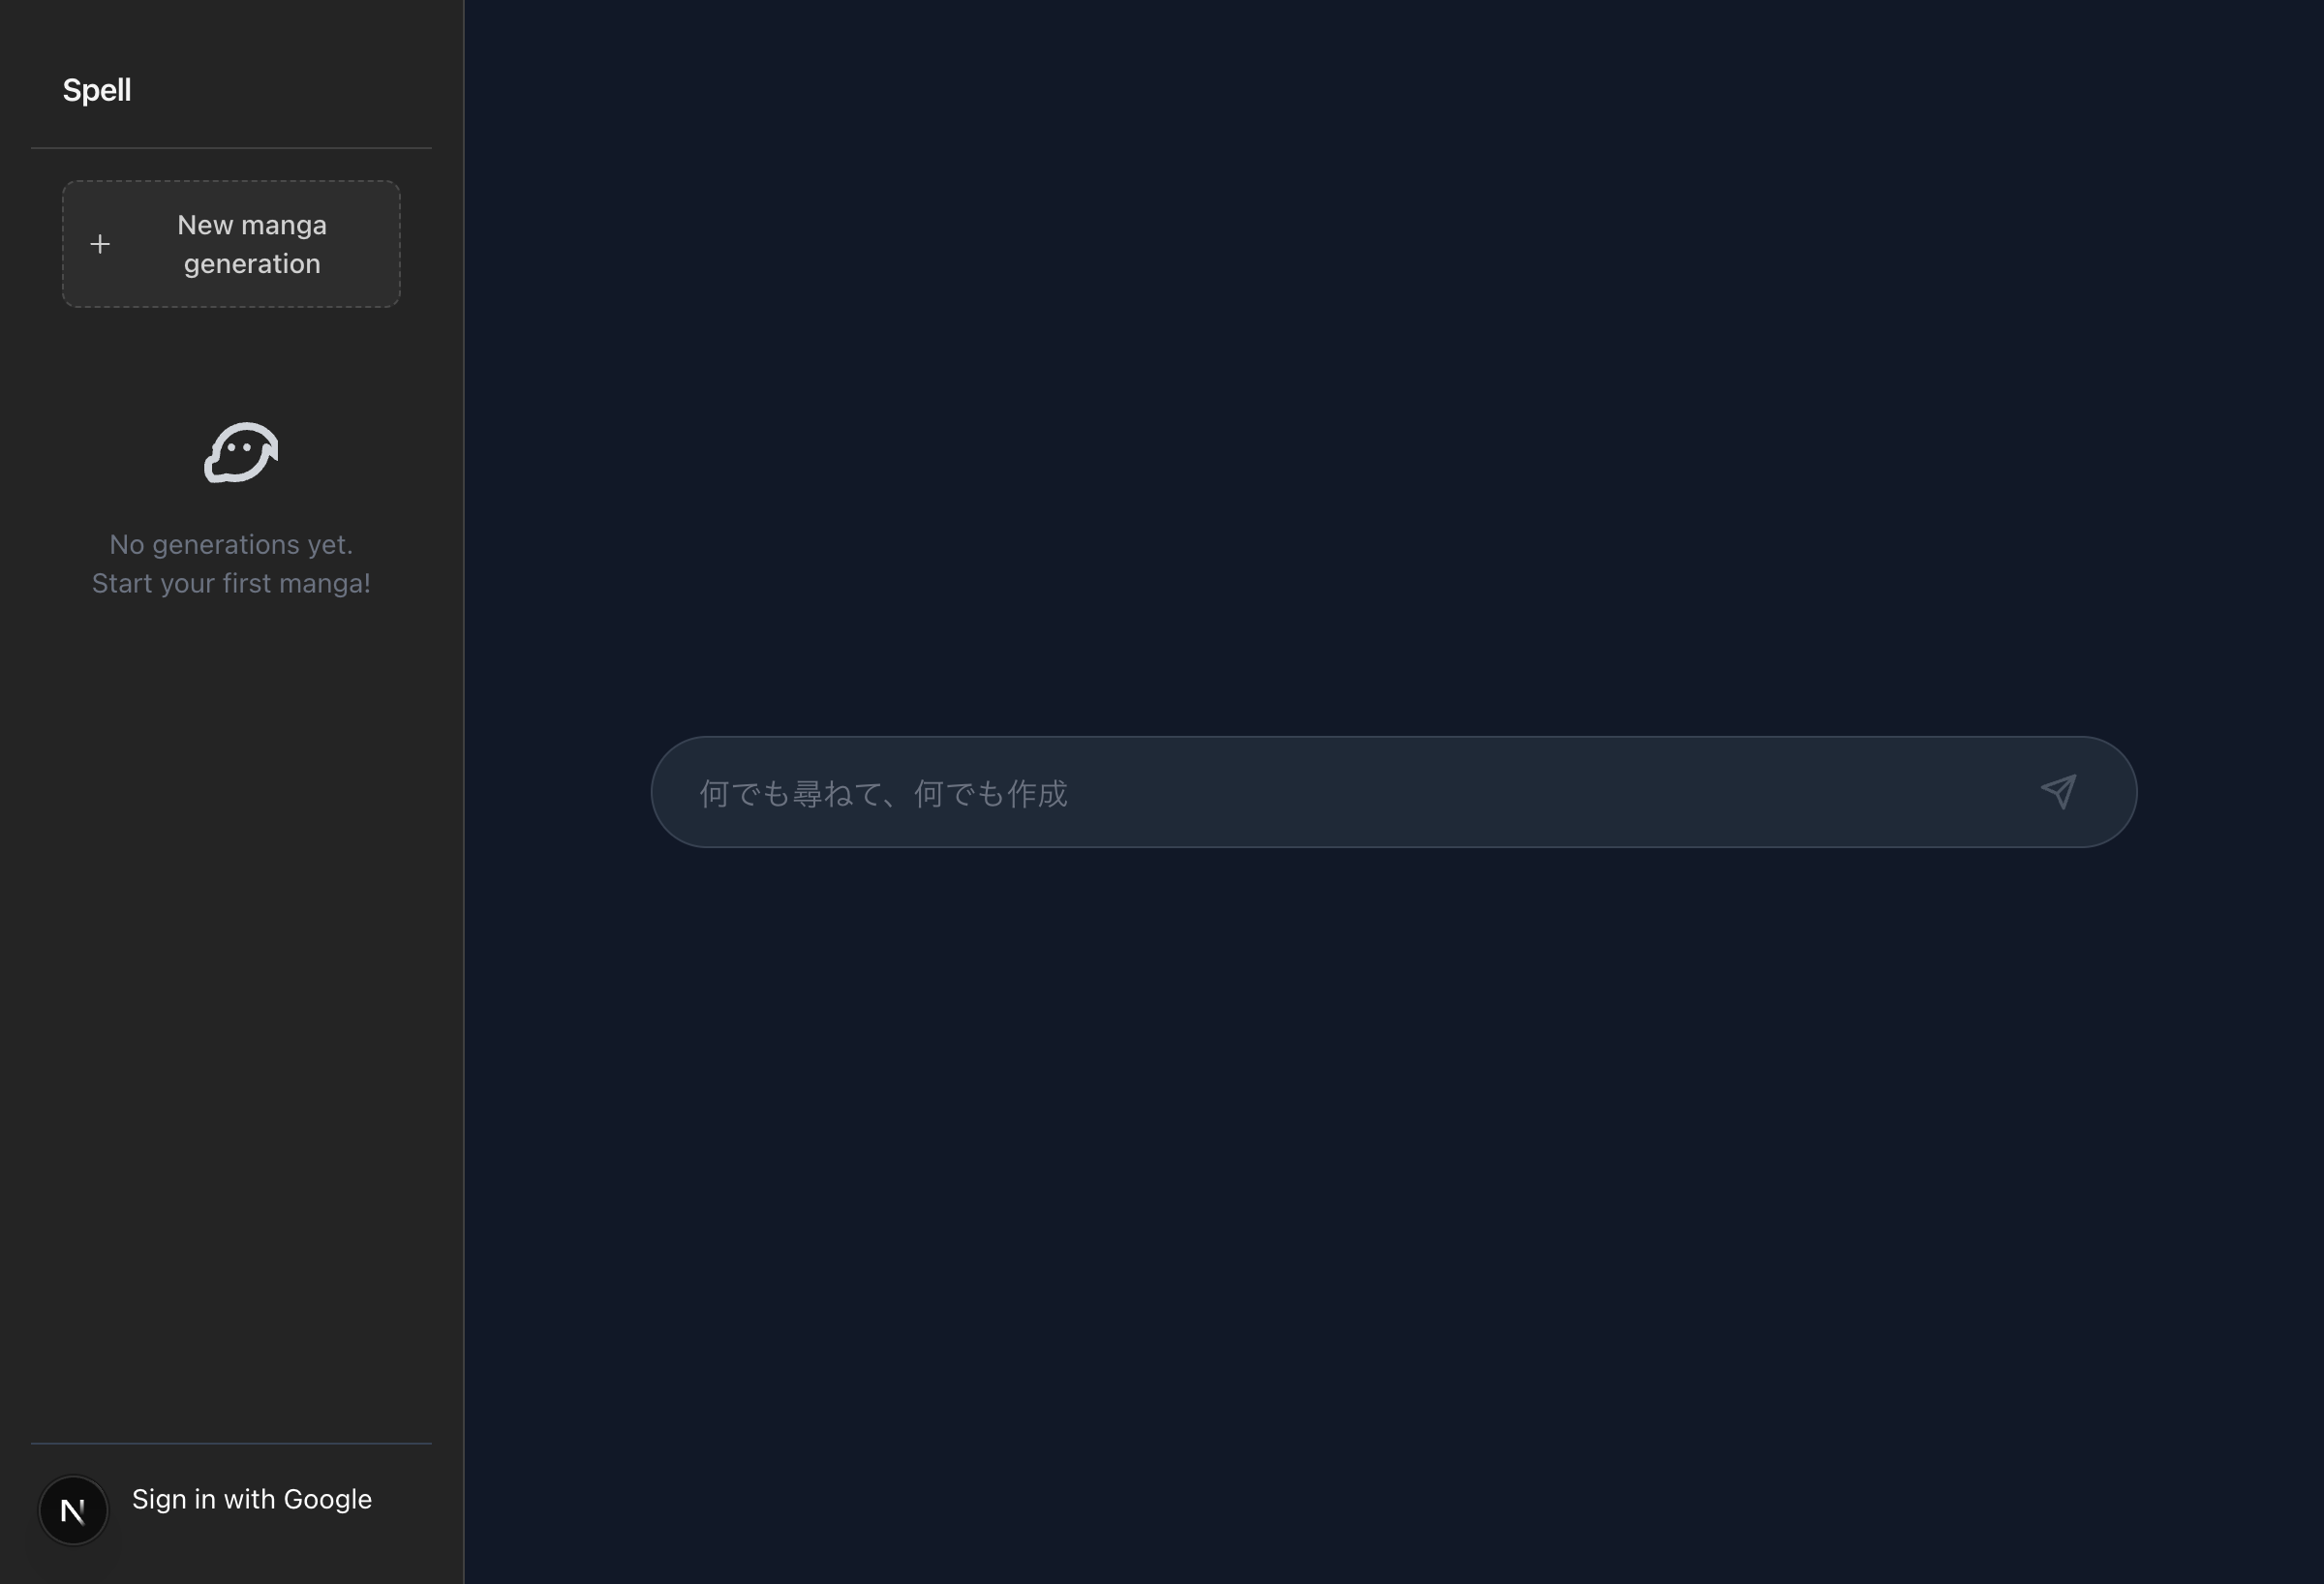 Spell
New manga
generation
No generations yet.
Start your first manga!
何でも尋ねて、何でも作成
N
Sign in with Google